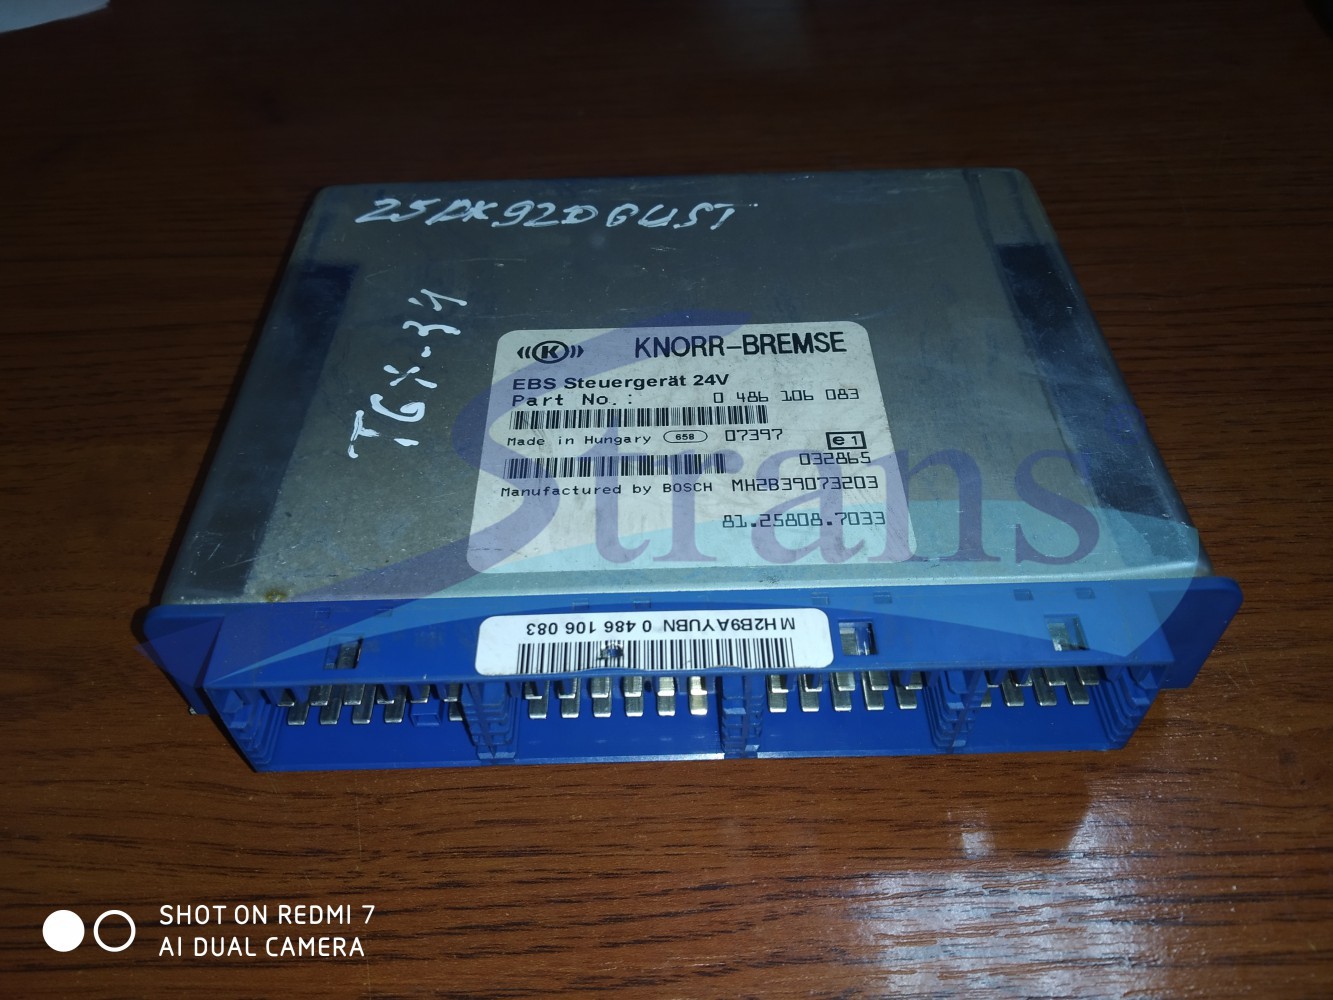 25DK92DGUST
TGX-34
K KNORR-BREMSE
EBS Steuergerät 24V
Part No.: 0 486 106 083
Made in Hungary 658 07397 e1
032865
Manufactured by BOSCH MH2B39073203
81.25808.7033
Strans
MH2B9AYUBN 0 486 106 083
SHOT ON REDMI 7
AI DUAL CAMERA